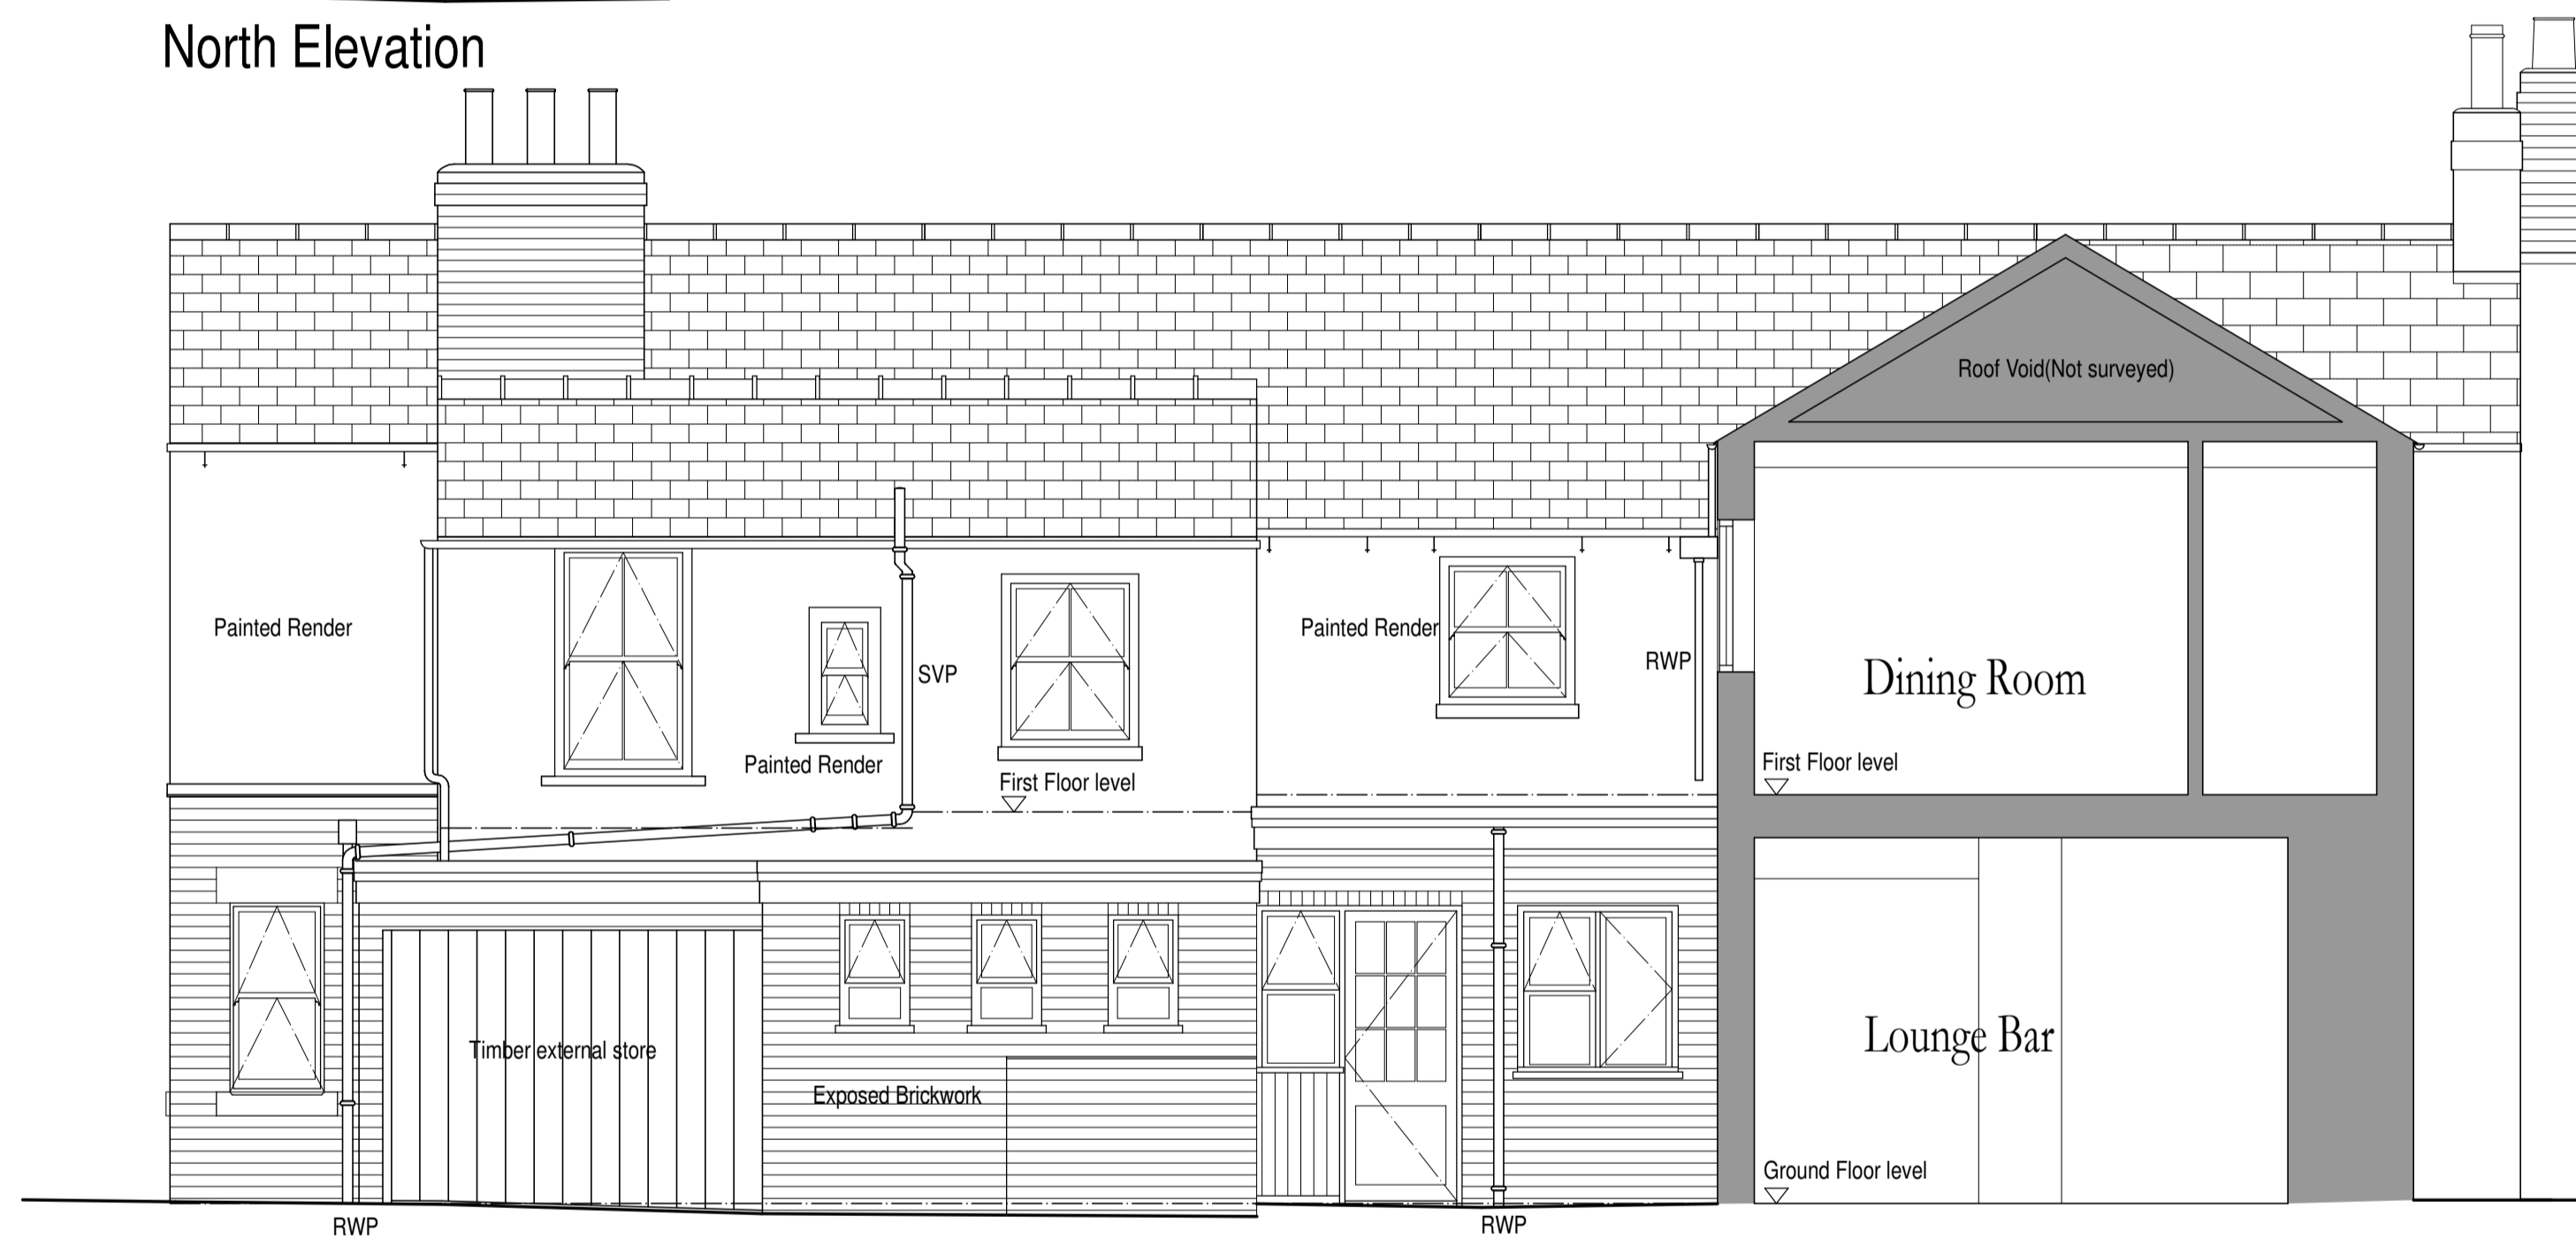 North Elevation
Roof Void(Not surveyed)
Painted Render
Painted Render
RWP
SVP
Dining Room
Painted Render
First Floor level
First Floor level
Timber external store
Lounge Bar
Exposed Brickwork
Ground Floor level
RWP
RWP